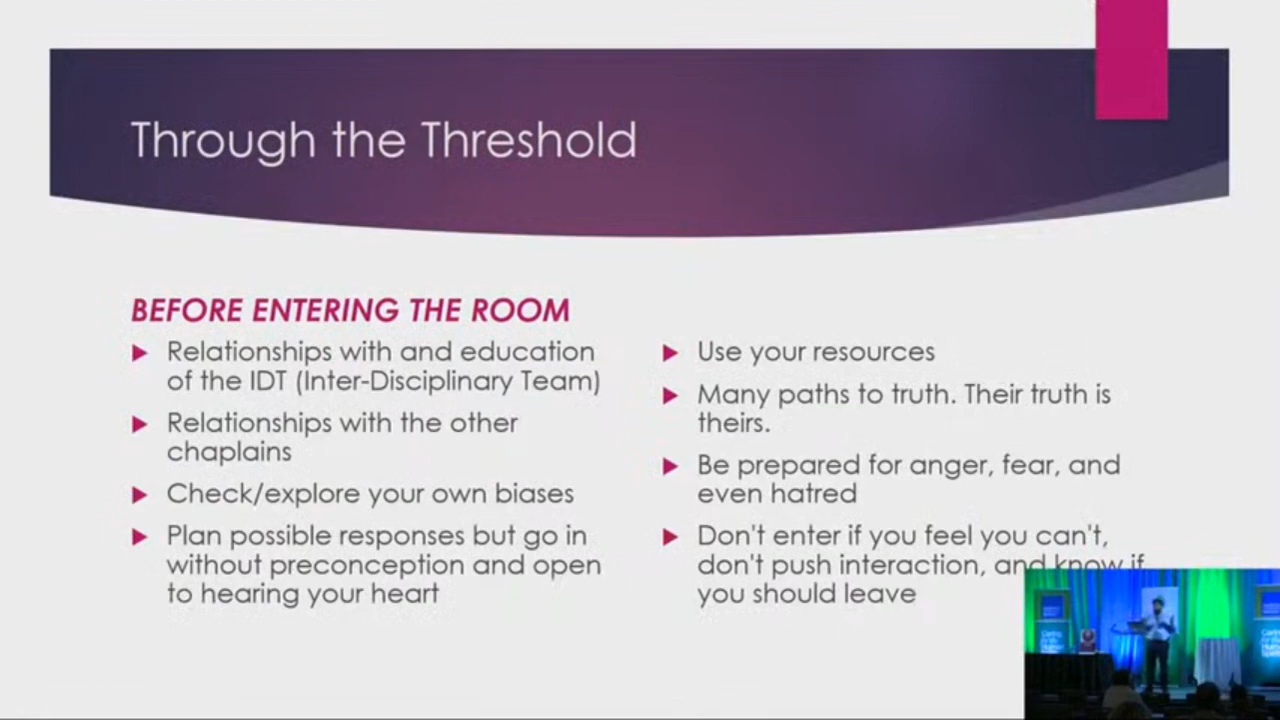 Through the Threshold
BEFORE ENTERING THE ROOM
Relationships with and education
of the IDT (Inter-Disciplinary Team)
Relationships with the other
chaplains
Check/explore your own biases
Plan possible responses but go in
without preconception and open
to hearing your heart
Use your resources
Many paths to truth. Their truth is
theirs.
Be prepared for anger, fear, and
even hatred
Don't enter if you feel you can't,
don't push interaction, and know if
you should leave
Caring
Human